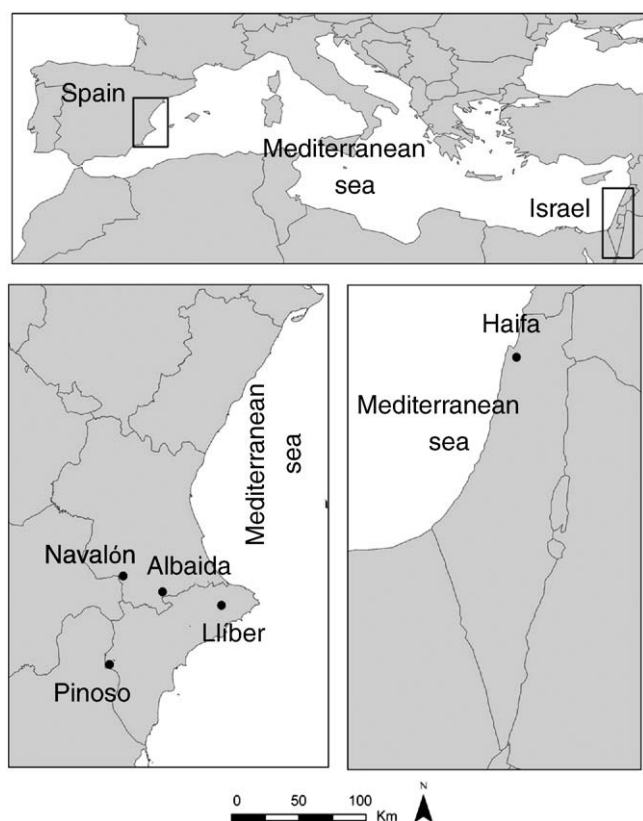 Spain
Mediterranean
sea
Israel
Mediterranean
sea
Navalón
Albaida
Llíber
Pinoso
Haifa
Mediterranean
sea
0 50 100
Km
N